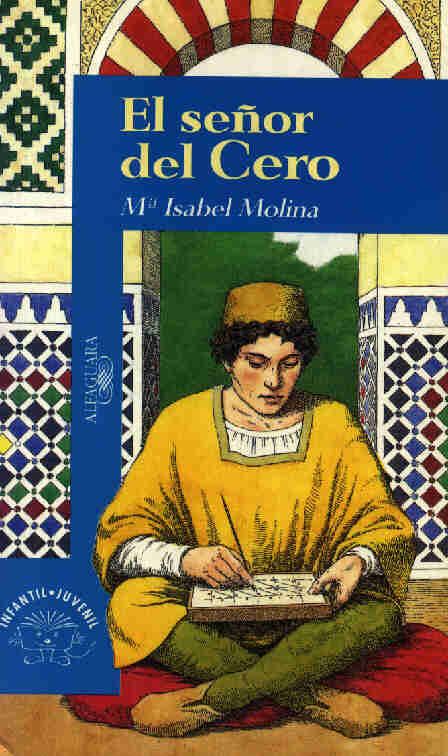 El señor
del Cero
Mª Isabel Molina
ALFAGUARA
INFANTIL • JUVENIL